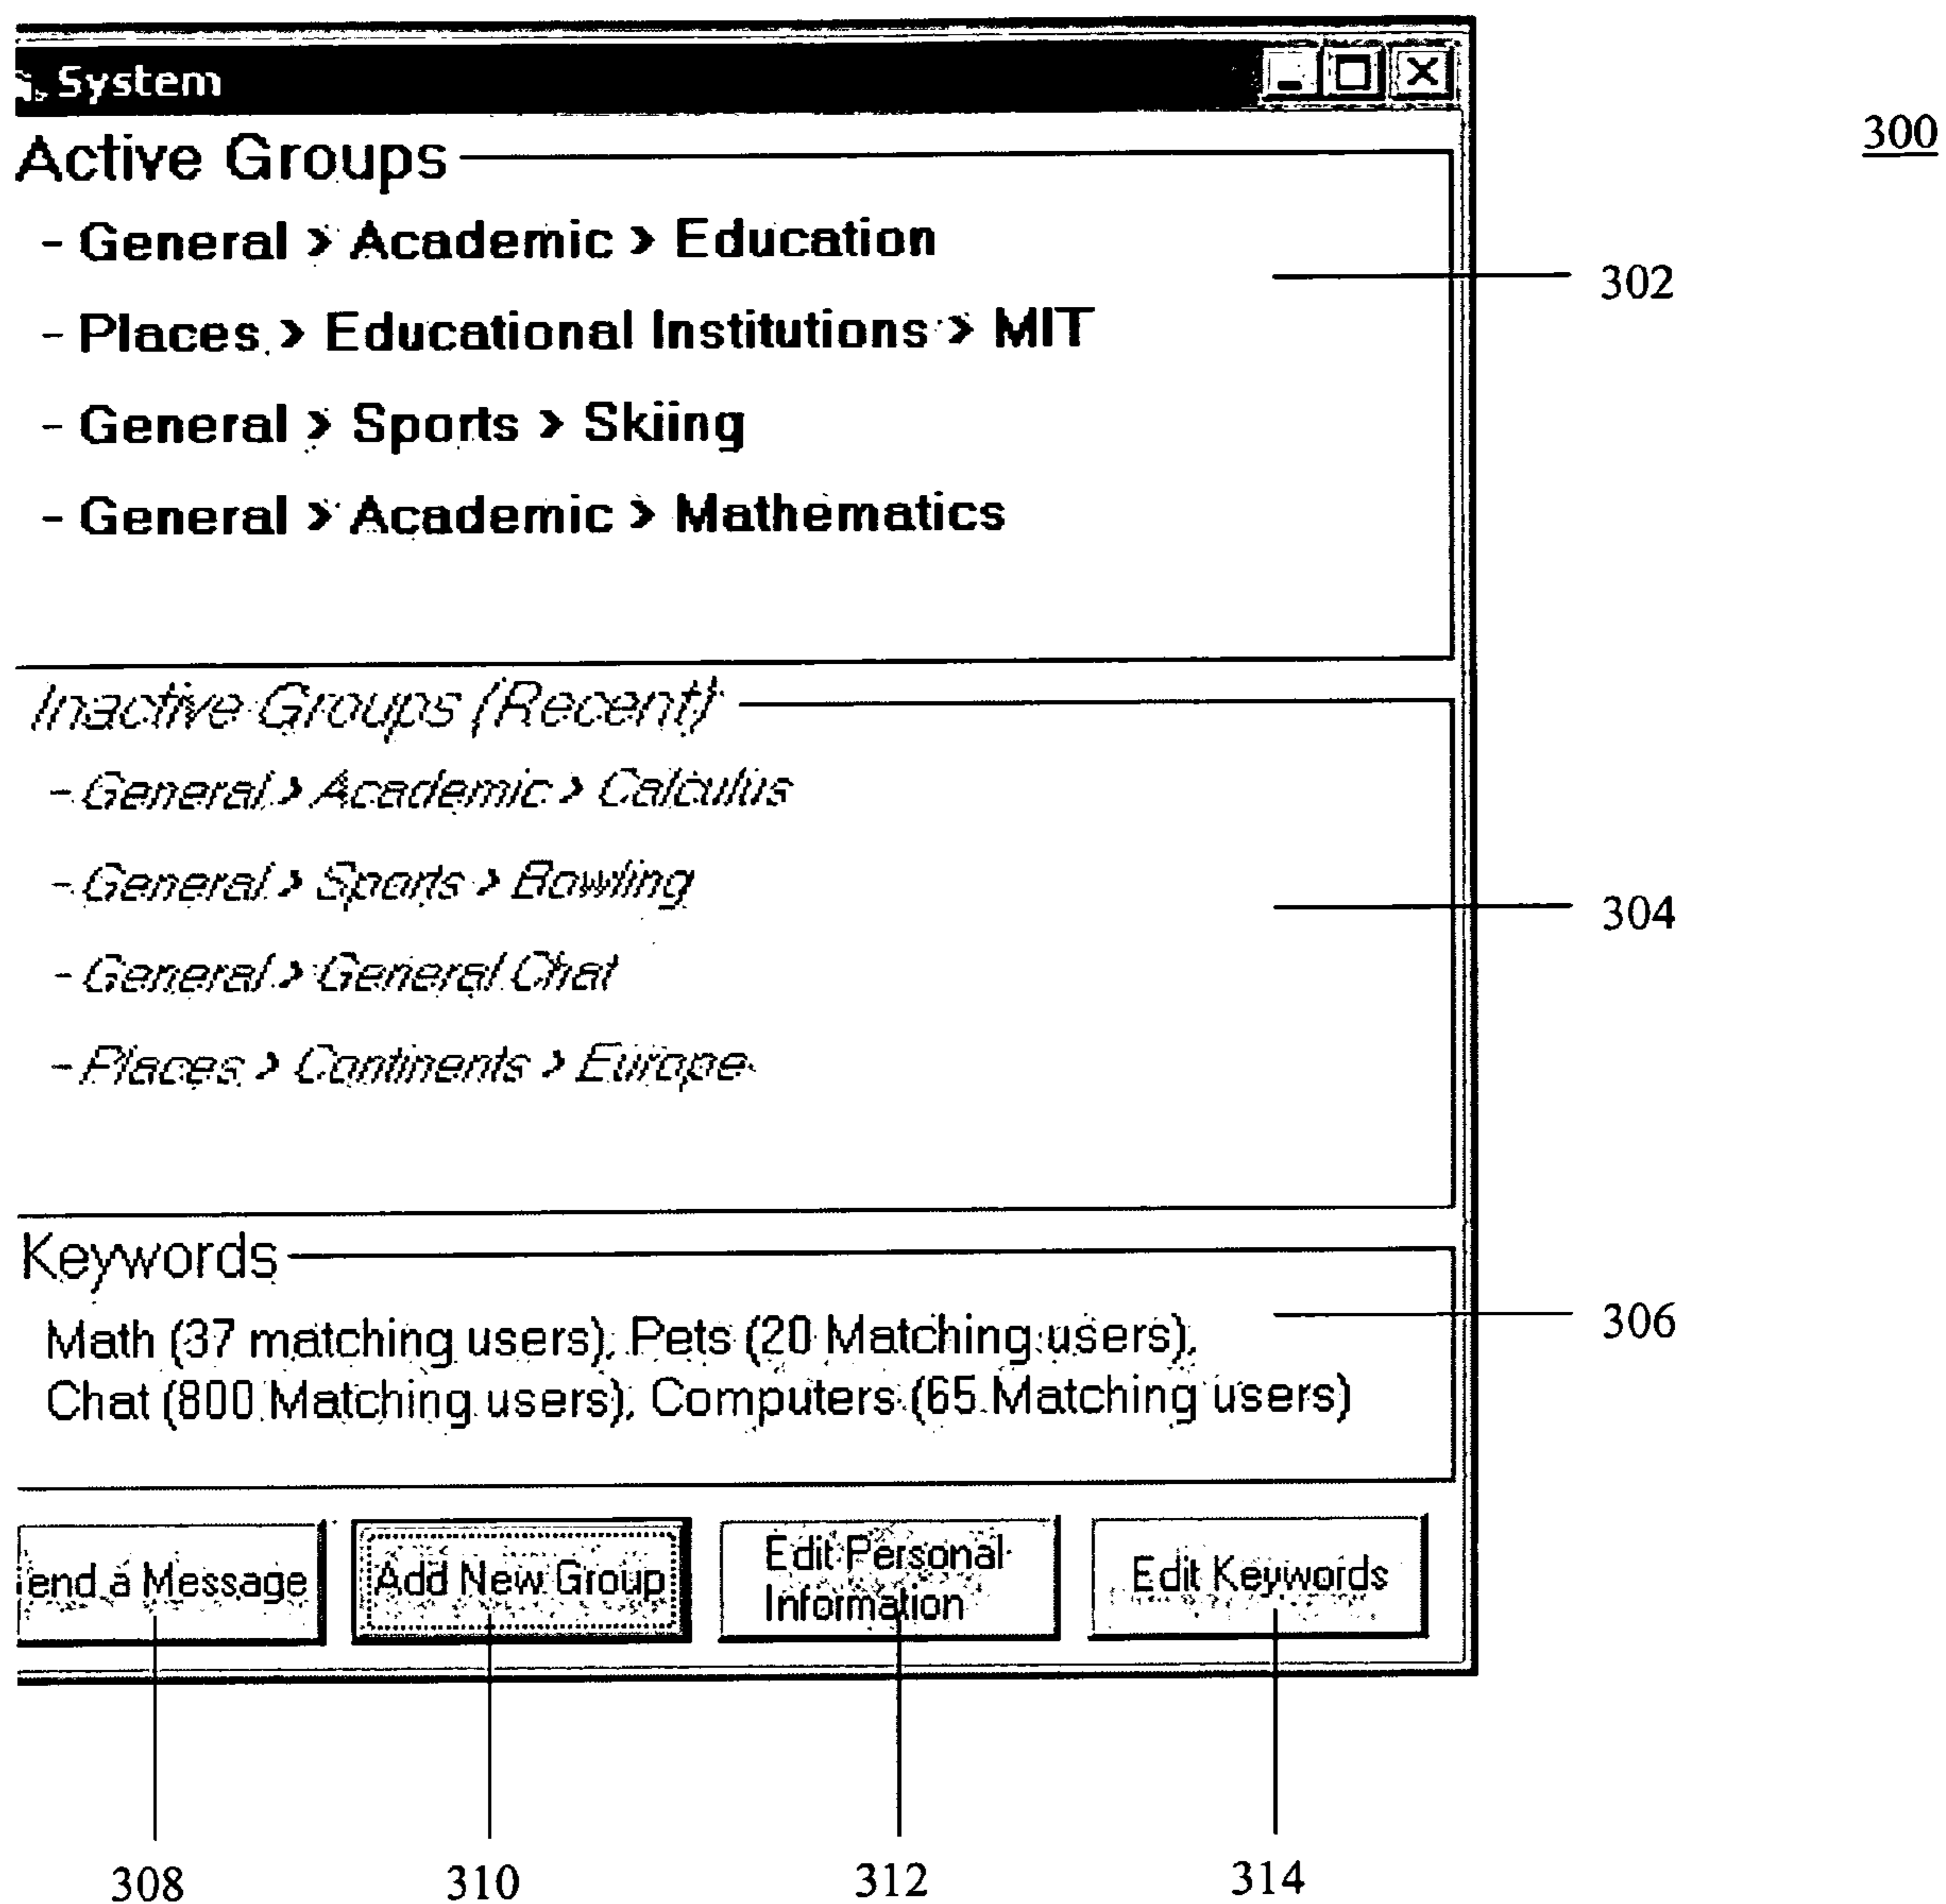 System
300
Active Groups
- General > Academic > Education
302
- Places > Educational Institutions > MIT
- General > Sports > Skiing
- General > Academic > Mathematics
Inactive Groups (Recent)
- General > Academic > Calculus
- General > Sports > Bowling
304
- General > General Chat
- Places > Continents > Europe
Keywords
306
Math (37 matching users), Pets (20 Matching users),
Chat (800 Matching users), Computers (65 Matching users)
end a Message
Add New Group
Edit Personal
Information
Edit Keywords
308 310 312 314